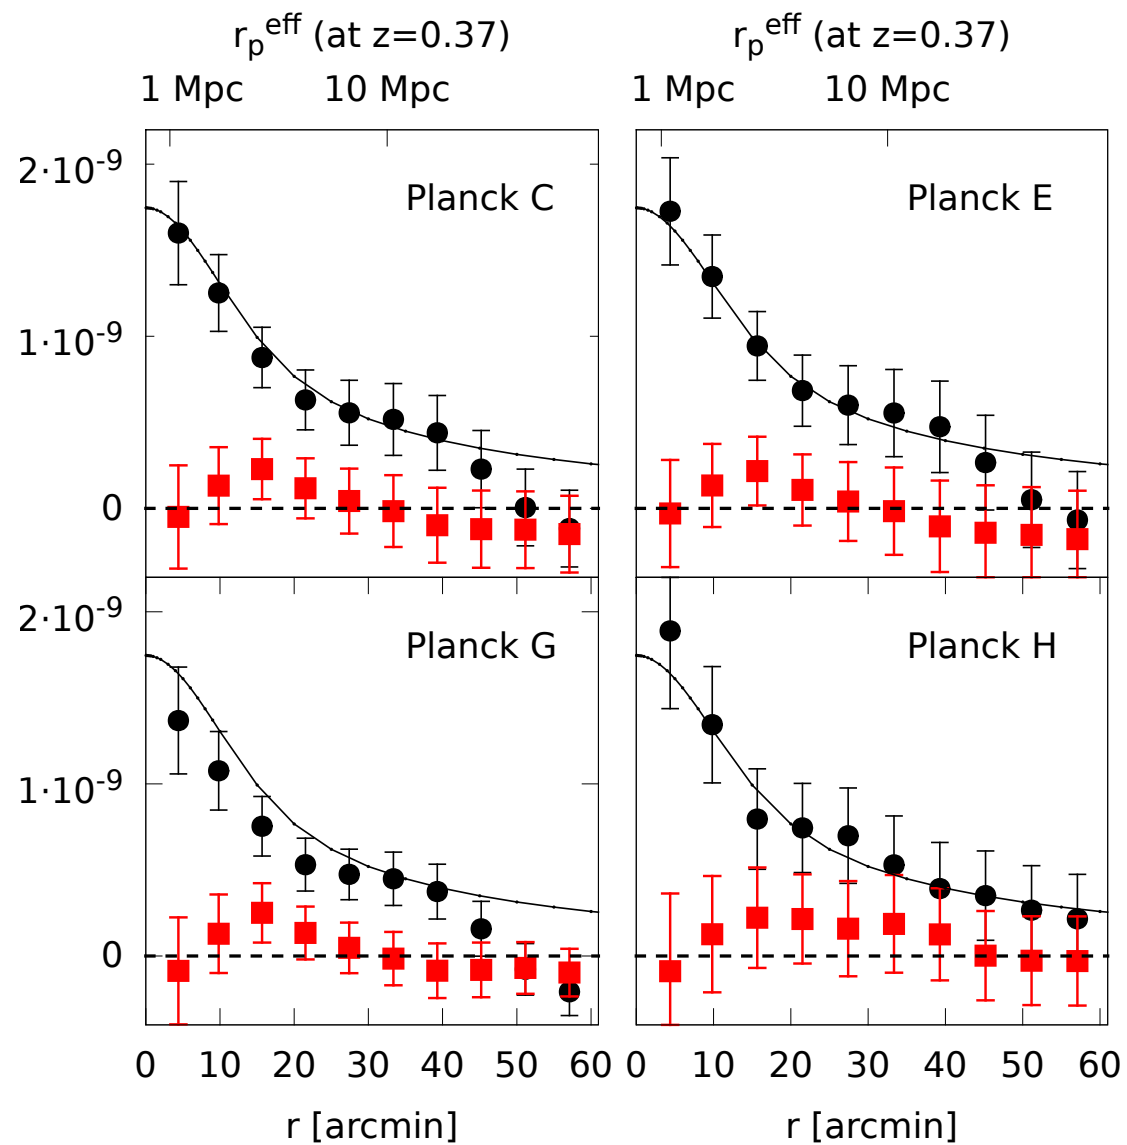 r_p^eff (at z=0.37) r_p^eff (at z=0.37)
1 Mpc 10 Mpc 1 Mpc 10 Mpc
2·10^-9 Planck C Planck E
1·10^-9
0
2·10^-9 Planck G Planck H
1·10^-9
0
0 10 20 30 40 50 60 0 10 20 30 40 50 60
r [arcmin] r [arcmin]